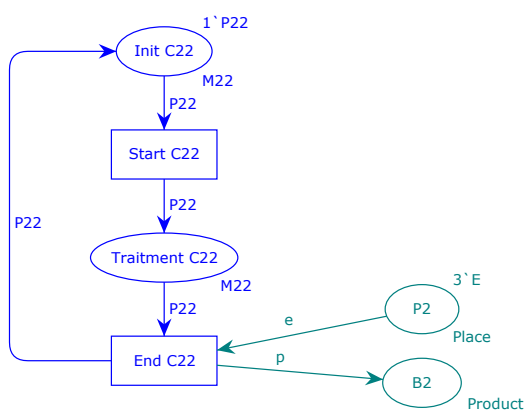 1`P22
Init C22
M22
P22
Start C22
P22
P22
Traitment C22
M22
3`E
P22
P2
e
Place
p
End C22
B2
Product